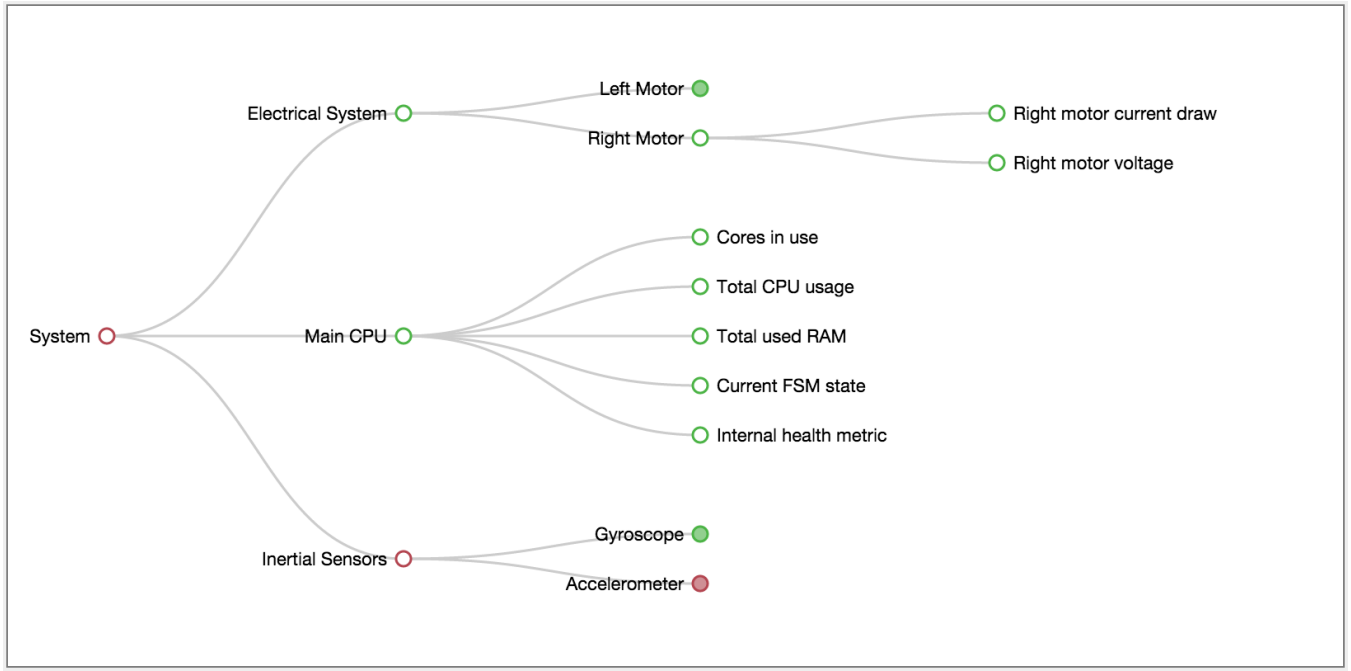 Left Motor
Electrical System
Right motor current draw
Right Motor
Right motor voltage
Cores in use
Total CPU usage
System
Main CPU
Total used RAM
Current FSM state
Internal health metric
Gyroscope
Inertial Sensors
Accelerometer